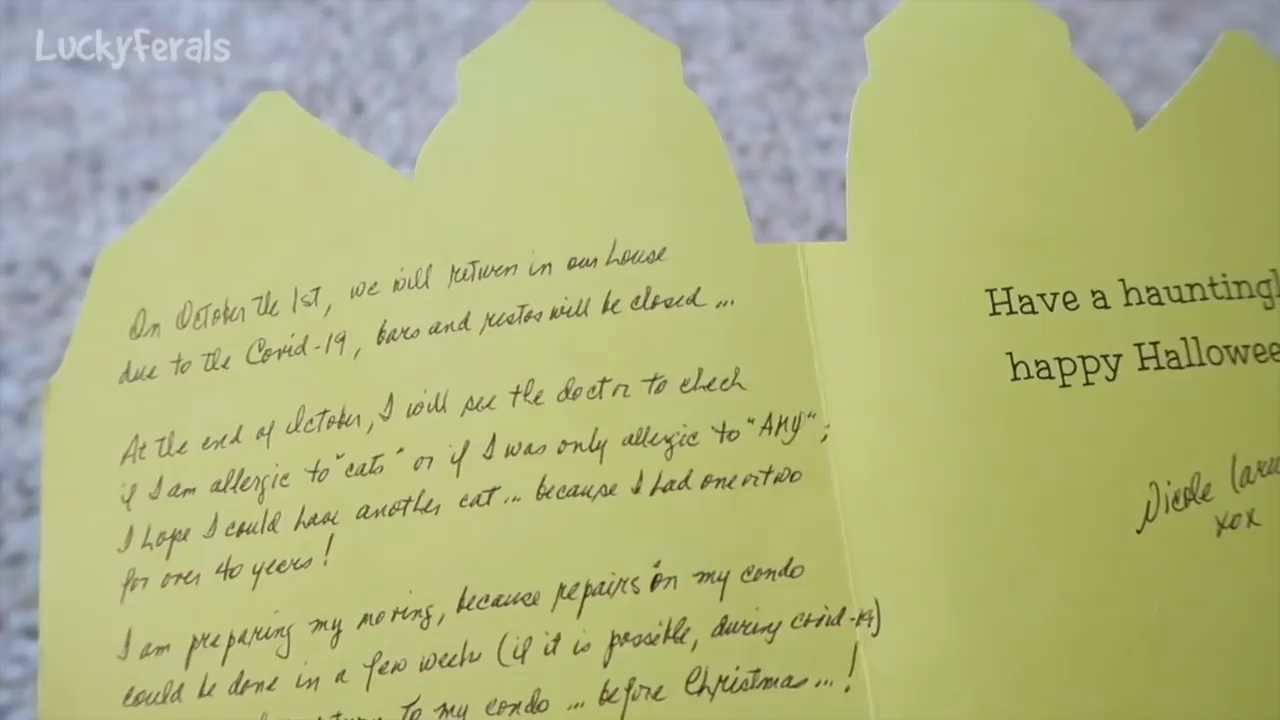 LuckyFerals
On October the 1st, we will return in our house
due to the Covid-19, bars and restos will be closed ...
At the end of October, I will see the doctor to check
if I am allergic to "cats" or if I was only allergic to "Amy";
I hope I could have another cat... because I had one or two
for over 40 years!
I am preparing my moving, because repairs on my condo
could be done in a few weeks (if it is possible, during covid-19)
to my condo ... before Christmas...!
Have a haunting
happy Hallowee
Nicole
xox